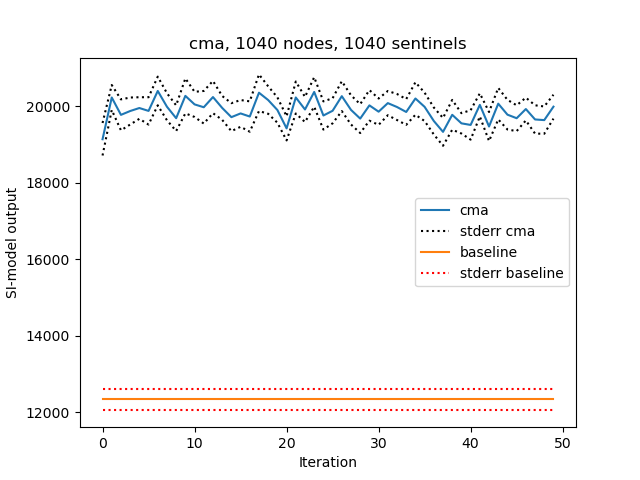 cma, 1040 nodes, 1040 sentinels
20000
18000
16000
14000
12000
SI-model output
cma
stderr cma
baseline
stderr baseline
0 10 20 30 40 50
Iteration